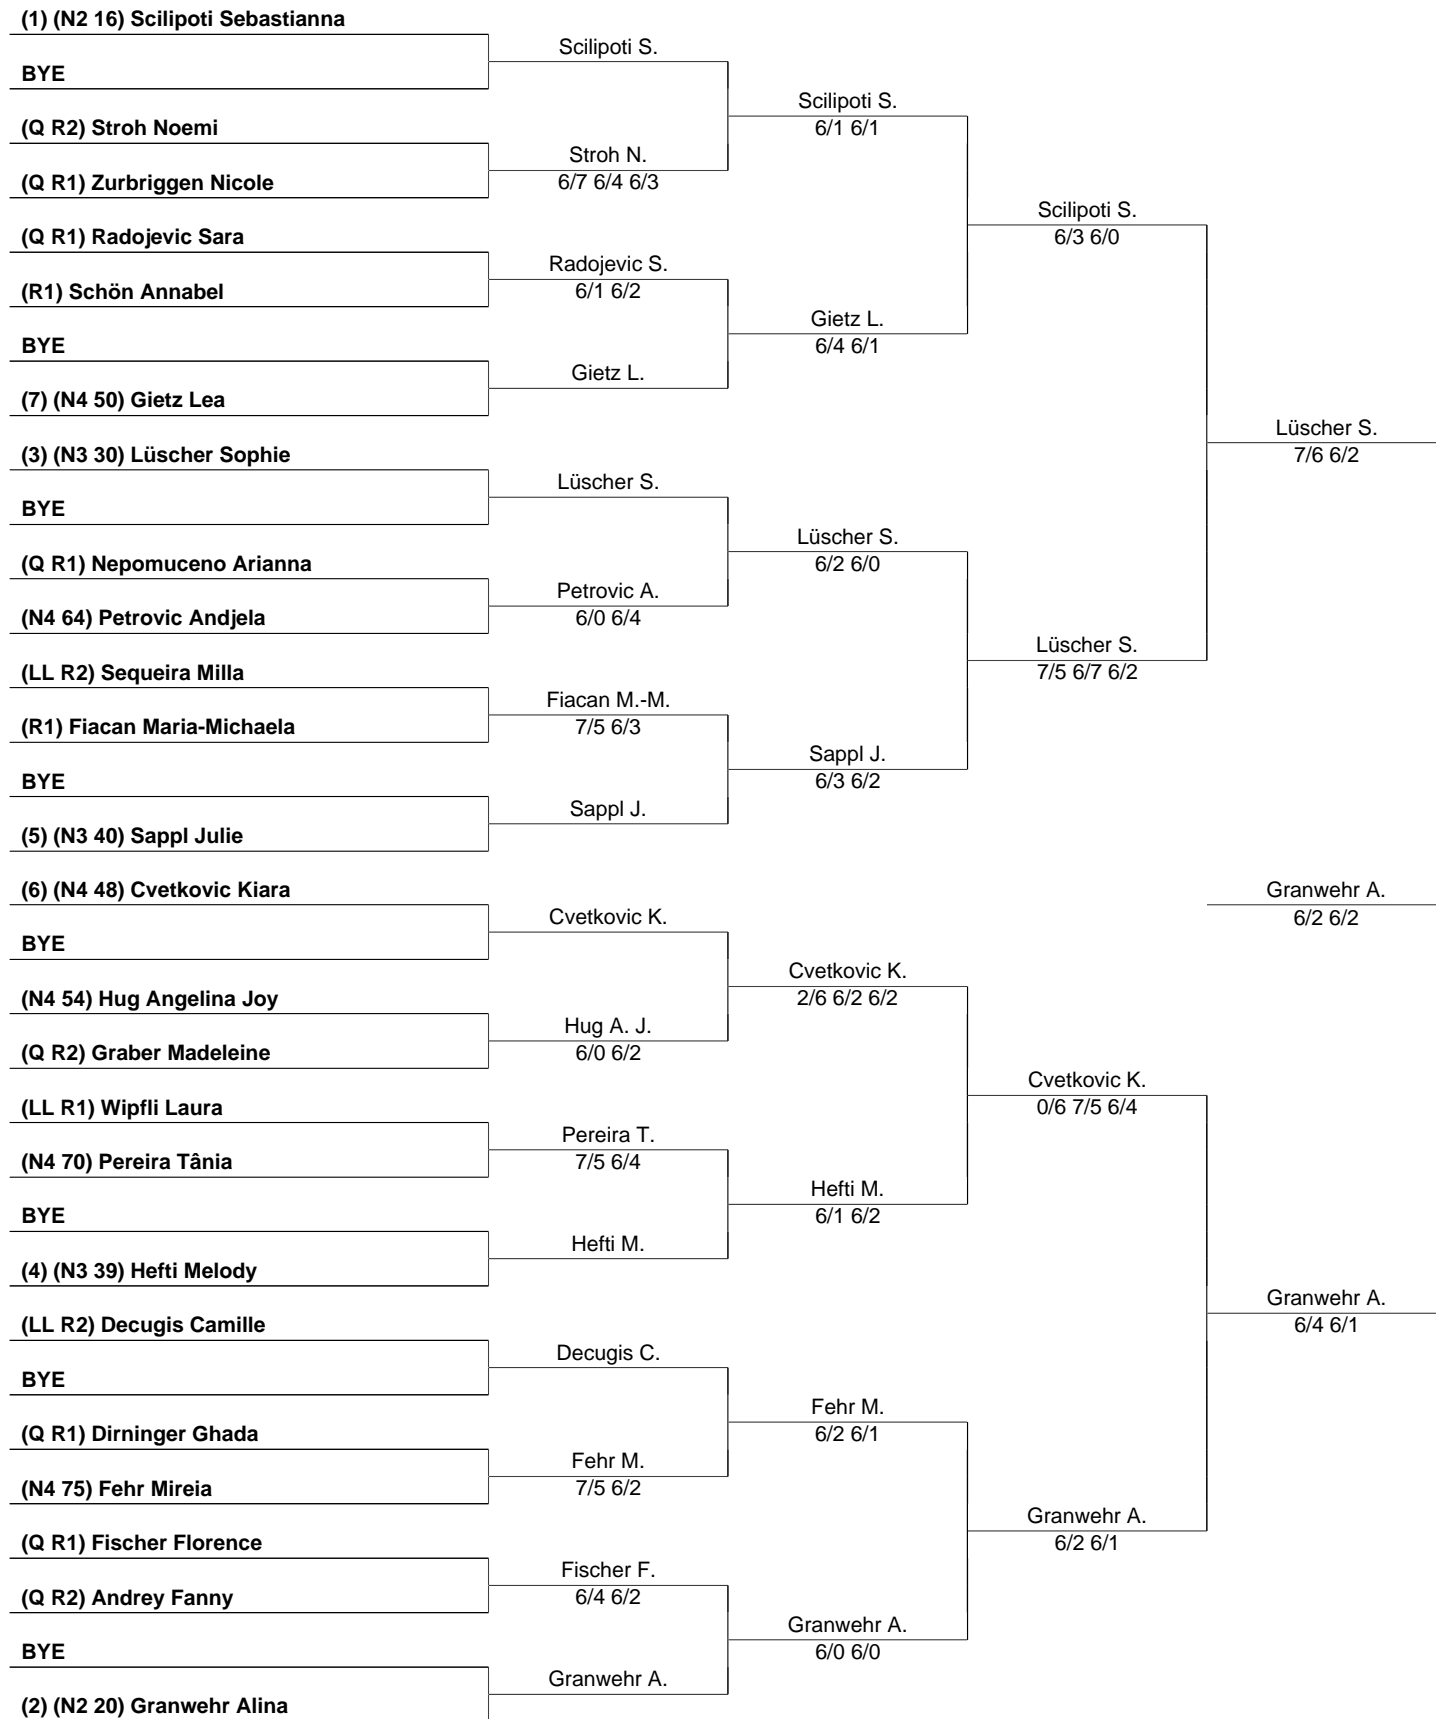 (1) (N2 16) Scilipoti Sebastianna
Scilipoti S.
BYE
Scilipoti S.
6/1 6/1
(Q R2) Stroh Noemi
Stroh N.
6/7 6/4 6/3
(Q R1) Zurbriggen Nicole
Scilipoti S.
6/3 6/0
(Q R1) Radojevic Sara
Radojevic S.
6/1 6/2
(R1) Schön Annabel
Gietz L.
6/4 6/1
BYE
Gietz L.
(7) (N4 50) Gietz Lea
Lüscher S.
7/6 6/2
(3) (N3 30) Lüscher Sophie
Lüscher S.
BYE
Lüscher S.
6/2 6/0
(Q R1) Nepomuceno Arianna
Petrovic A.
6/0 6/4
(N4 64) Petrovic Andjela
Lüscher S.
7/5 6/7 6/2
(LL R2) Sequeira Milla
Fiacan M.-M.
7/5 6/3
(R1) Fiacan Maria-Michaela
Sappl J.
6/3 6/2
BYE
Sappl J.
(5) (N3 40) Sappl Julie
(6) (N4 48) Cvetkovic Kiara
Granwehr A.
6/2 6/2
Cvetkovic K.
BYE
Cvetkovic K.
2/6 6/2 6/2
(N4 54) Hug Angelina Joy
Hug A. J.
6/0 6/2
(Q R2) Graber Madeleine
Cvetkovic K.
0/6 7/5 6/4
(LL R1) Wipfli Laura
Pereira T.
7/5 6/4
(N4 70) Pereira Tânia
Hefti M.
6/1 6/2
BYE
Hefti M.
(4) (N3 39) Hefti Melody
Granwehr A.
6/4 6/1
(LL R2) Decugis Camille
Decugis C.
BYE
Fehr M.
6/2 6/1
(Q R1) Dirninger Ghada
Fehr M.
7/5 6/2
(N4 75) Fehr Mireia
Granwehr A.
6/2 6/1
(Q R1) Fischer Florence
Fischer F.
6/4 6/2
(Q R2) Andrey Fanny
Granwehr A.
6/0 6/0
BYE
Granwehr A.
(2) (N2 20) Granwehr Alina